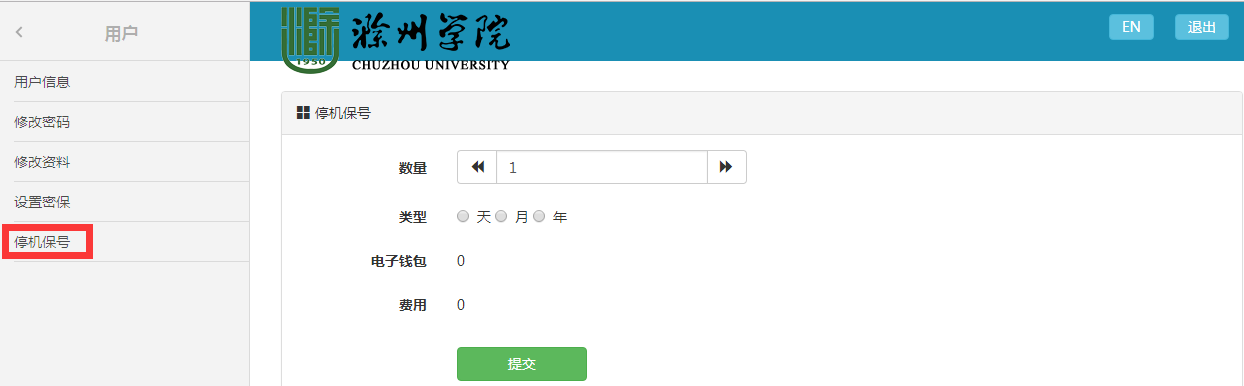 用户
用户信息
修改密码
修改资料
设置密保
停机保号
滁州学院
CHUZHOU UNIVERSITY
1950
EN
退出
停机保号
数量
1
类型
天 月 年
电子钱包
0
费用
0
提交